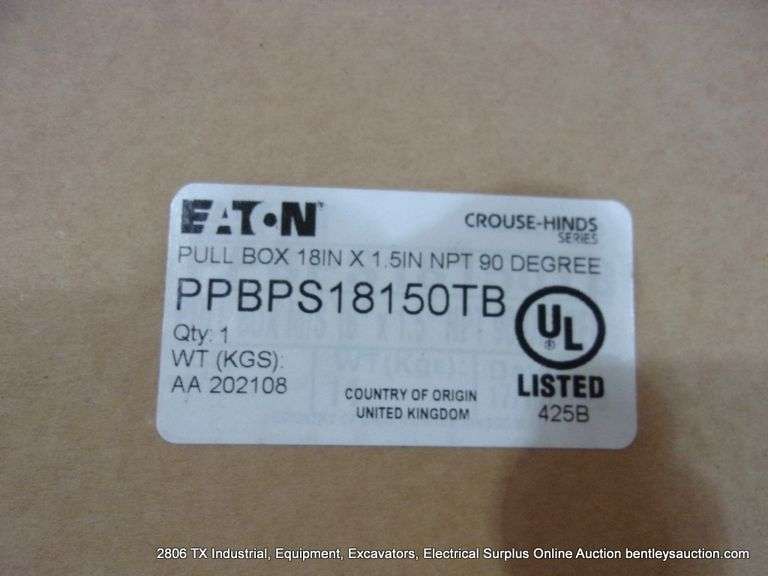 EATON
CROUSE-HINDS
SERIES
PULL BOX 18IN X 1.5IN NPT 90 DEGREE
PPBPS18150TB
Qty: 1
WT (KGS):
AA 202108
COUNTRY OF ORIGIN
UNITED KINGDOM
UL
®
LISTED
425B
2806 TX Industrial, Equipment, Excavators, Electrical Surplus Online Auction bentleysauction.com